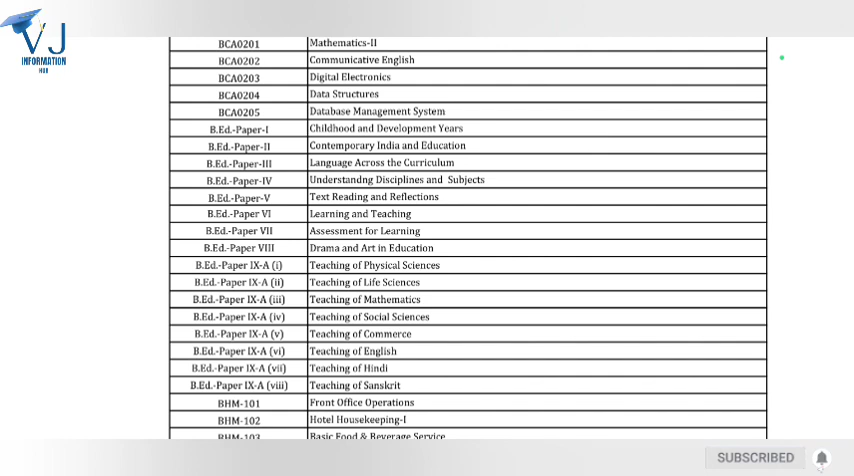 VJ
INFORMATION
HUB
BCA0201 Mathematics-II
BCA0202 Communicative English
BCA0203 Digital Electronics
BCA0204 Data Structures
BCA0205 Database Management System
B.Ed.-Paper-I Childhood and Development Years
B.Ed.-Paper-II Contemporary India and Education
B.Ed.-Paper-III Language Across the Curriculum
B.Ed.-Paper-IV Understandng Disciplines and Subjects
B.Ed.-Paper-V Text Reading and Reflections
B.Ed.-Paper VI Learning and Teaching
B.Ed.-Paper VII Assessment for Learning
B.Ed.-Paper VIII Drama and Art in Education
B.Ed.-Paper IX-A (i) Teaching of Physical Sciences
B.Ed.-Paper IX-A (ii) Teaching of Life Sciences
B.Ed.-Paper IX-A (iii) Teaching of Mathematics
B.Ed.-Paper IX-A (iv) Teaching of Social Sciences
B.Ed.-Paper IX-A (v) Teaching of Commerce
B.Ed.-Paper IX-A (vi) Teaching of English
B.Ed.-Paper IX-A (vii) Teaching of Hindi
B.Ed.-Paper IX-A (viii) Teaching of Sanskrit
BHM-101 Front Office Operations
BHM-102 Hotel Housekeeping-I
BHM-103 Basic Food & Beverage Service
SUBSCRIBED